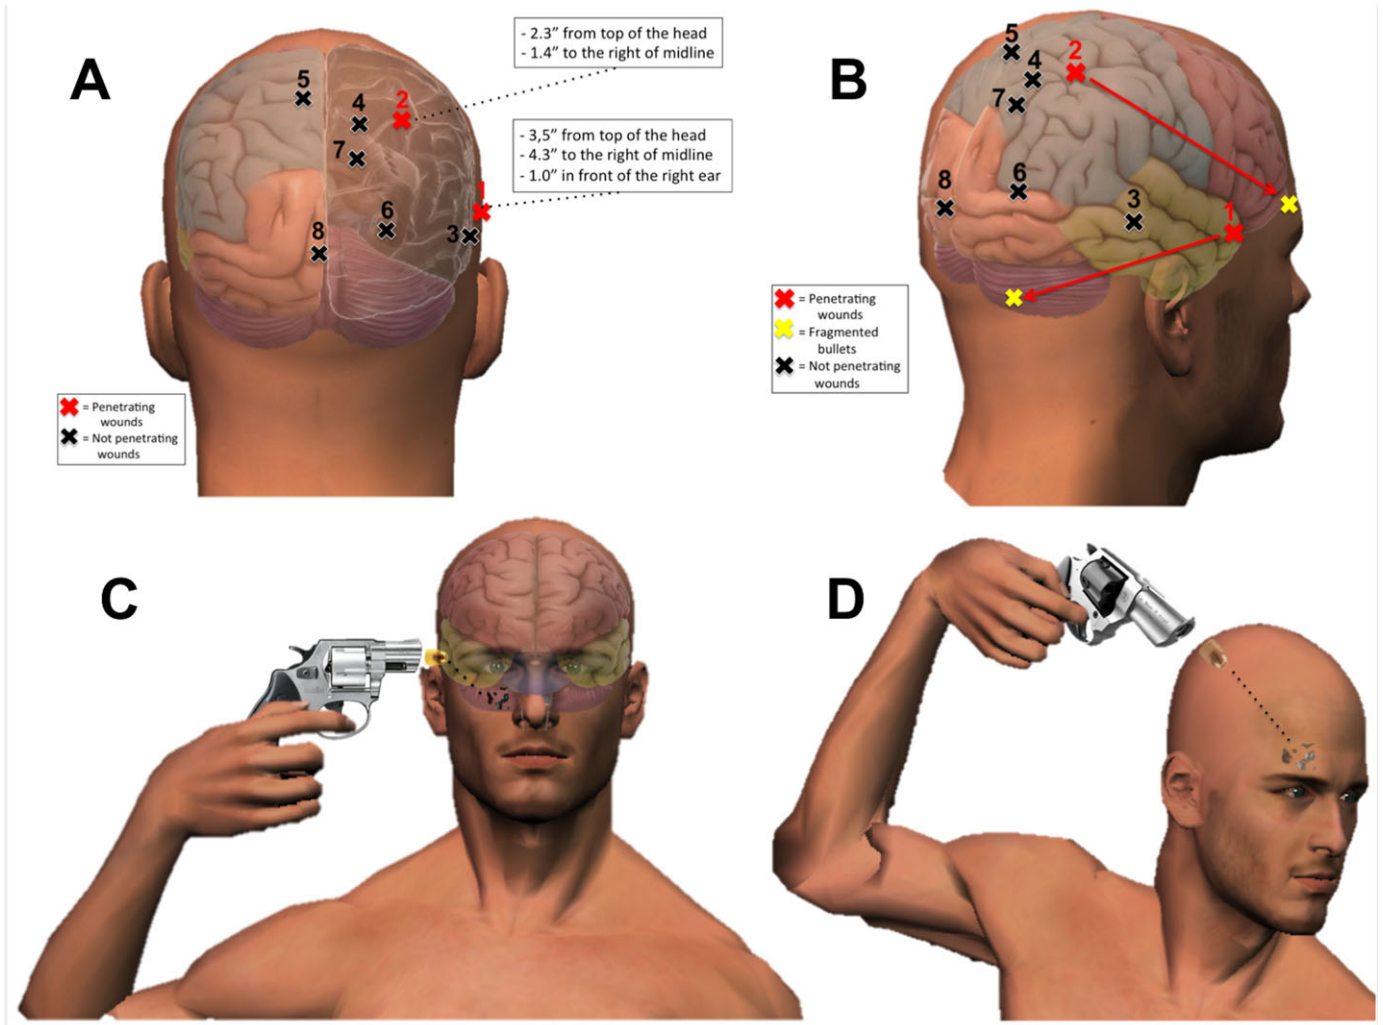 A
- 2.3” from top of the head
- 1.4” to the right of midline
- 3,5” from top of the head
- 4.3” to the right of midline
- 1.0” in front of the right ear
5
4
2
7
1
6
3
8
= Penetrating
wounds
= Not penetrating
wounds
B
5
4
2
7
8
6
3
1
= Penetrating
wounds
= Fragmented
bullets
= Not penetrating
wounds
C
D